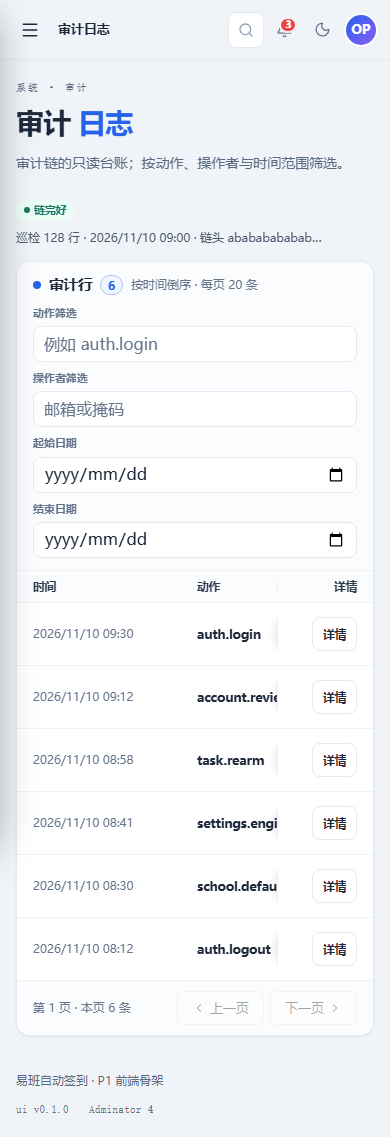 审计日志
3
OP
系统 · 审计
审计 日志
审计链的只读台账；按动作、操作者与时间范围筛选。
链完好
巡检 128 行 · 2026/11/10 09:00 · 链头 abababababab…
审计行 6 按时间倒序 · 每页 20 条
动作筛选
例如 auth.login
操作者筛选
邮箱或掩码
起始日期
yyyy/mm/dd
结束日期
yyyy/mm/dd
时间 动作 详情
2026/11/10 09:30 auth.login 详情
2026/11/10 09:12 account.revie 详情
2026/11/10 08:58 task.rearm 详情
2026/11/10 08:41 settings.engi 详情
2026/11/10 08:30 school.defau 详情
2026/11/10 08:12 auth.logout 详情
第 1 页 · 本页 6 条 上一页 下一页
易班自动签到 · P1 前端骨架
ui v0.1.0 Adminator 4